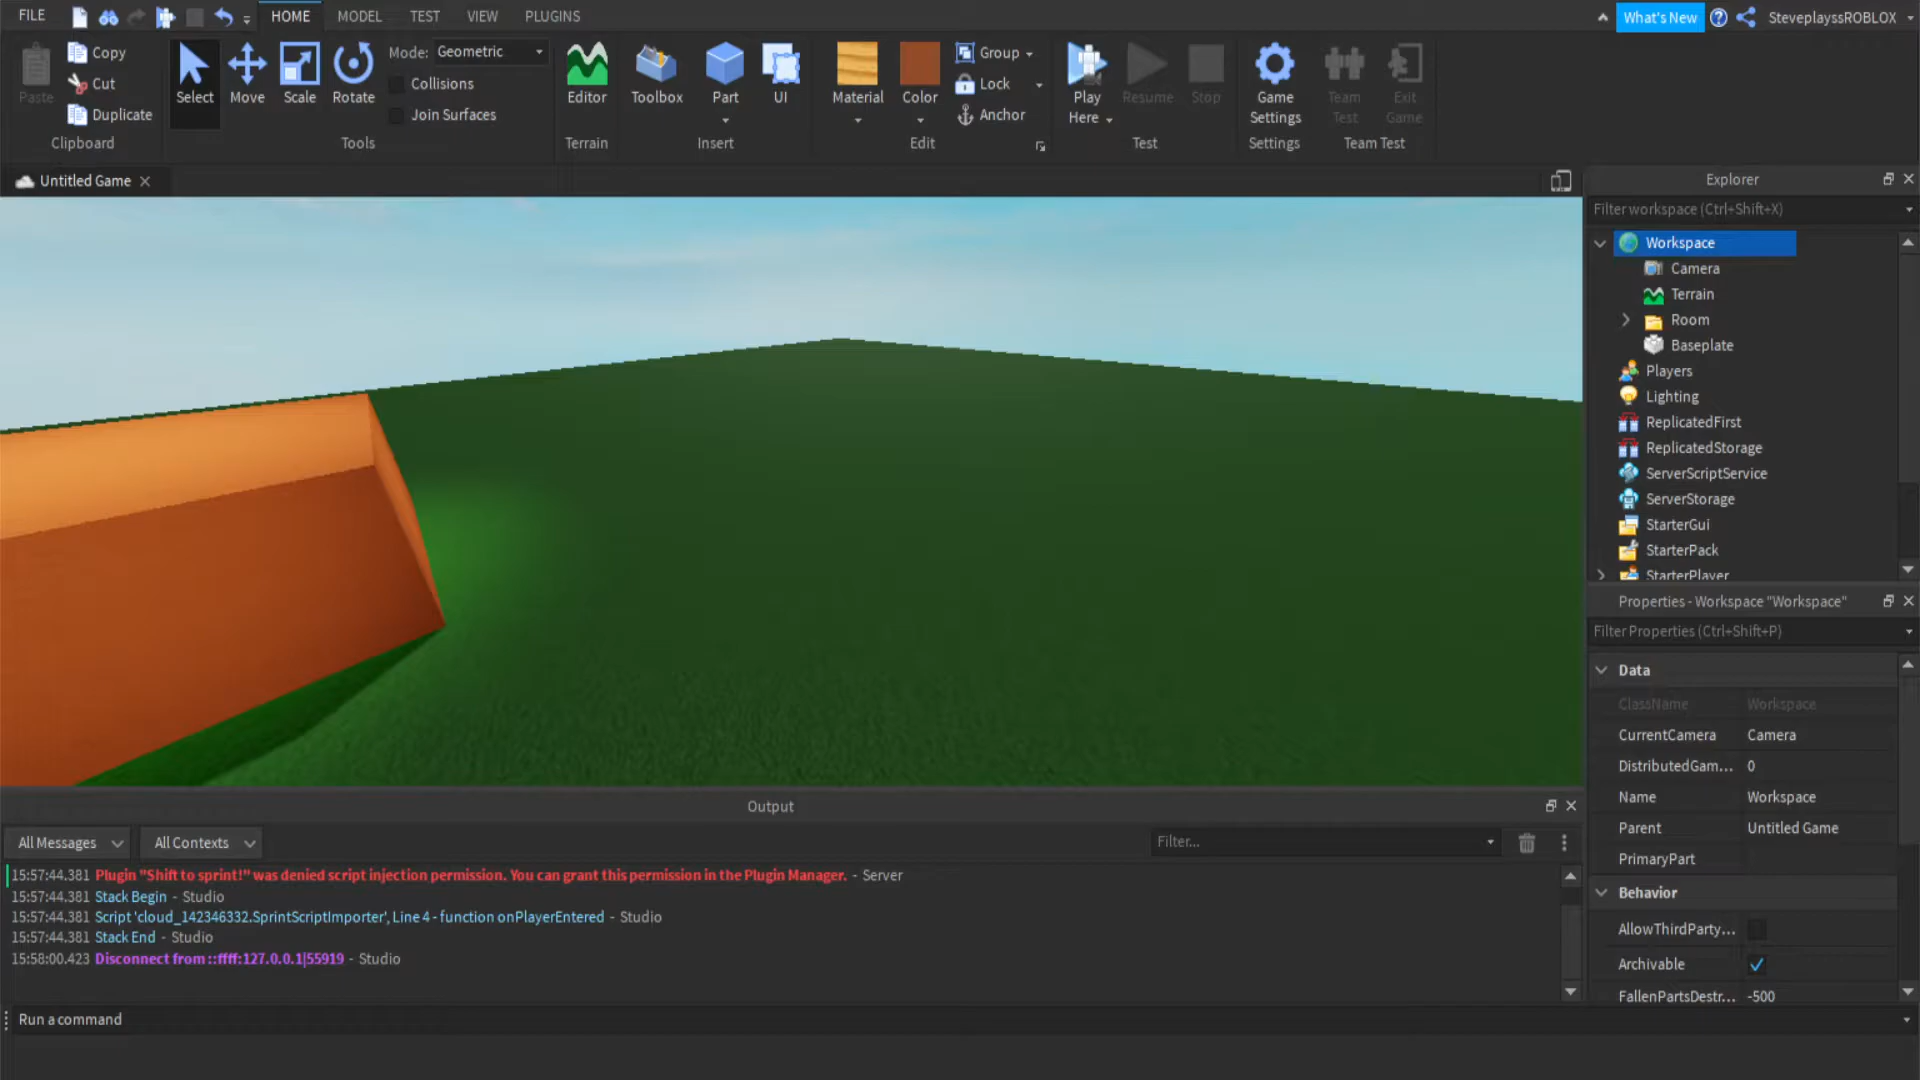 FILE HOME MODEL TEST VIEW PLUGINS What's New SteveplayssROBLOX
Paste Copy Cut Duplicate Clipboard
Select Move Scale Rotate Mode: Geometric Collisions Join Surfaces Tools
Editor Terrain
Toolbox Part UI Insert
Material Color Group Lock Anchor Edit
Play Here Resume Stop Test
Game Settings Settings
Team Test Exit Game Team Test
Untitled Game
Explorer
Filter workspace (Ctrl+Shift+X)
Workspace
Camera
Terrain
Room
Baseplate
Players
Lighting
ReplicatedFirst
ReplicatedStorage
ServerScriptService
ServerStorage
StarterGui
StarterPack
StarterPlayer
Properties - Workspace "Workspace"
Filter Properties (Ctrl+Shift+P)
Data
ClassName Workspace
CurrentCamera Camera
DistributedGam... 0
Name Workspace
Parent Untitled Game
PrimaryPart
Behavior
AllowThirdParty...
Archivable
FallenPartsDestr... -500
Output
All Messages All Contexts Filter...
15:57:44.381 Plugin "Shift to sprint!" was denied script injection permission. You can grant this permission in the Plugin Manager. - Server
15:57:44.381 Stack Begin - Studio
15:57:44.381 Script 'cloud_142346332.SprintScriptImporter', Line 4 - function onPlayerEntered - Studio
15:57:44.381 Stack End - Studio
15:58:00.423 Disconnect from ::ffff:127.0.0.1|55919 - Studio
Run a command